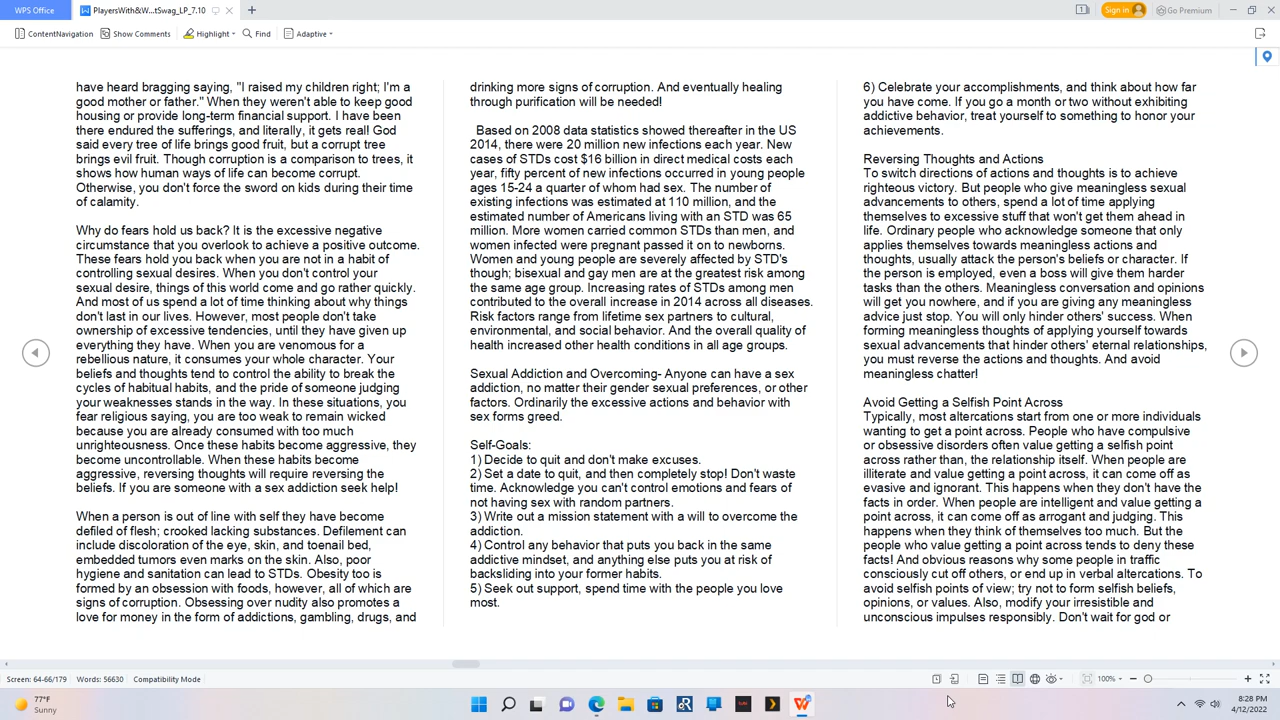 WPS Office
PlayersWith&W...tSwag_LP_7.10
Sign in
Go Premium
ContentNavigation
Show Comments
Highlight
Find
Adaptive
have heard bragging saying, "I raised my children right; I'm a
good mother or father." When they weren't able to keep good
housing or provide long-term financial support. I have been
there endured the sufferings, and literally, it gets real! God
said every tree of life brings good fruit, but a corrupt tree
brings evil fruit. Though corruption is a comparison to trees, it
shows how human ways of life can become corrupt.
Otherwise, you don't force the sword on kids during their time
of calamity.
Why do fears hold us back? It is the excessive negative
circumstance that you overlook to achieve a positive outcome.
These fears hold you back when you are not in a habit of
controlling sexual desires. When you don't control your
sexual desire, things of this world come and go rather quickly.
And most of us spend a lot of time thinking about why things
don't last in our lives. However, most people don't take
ownership of excessive tendencies, until they have given up
everything they have. When you are venomous for a
rebellious nature, it consumes your whole character. Your
beliefs and thoughts tend to control the ability to break the
cycles of habitual habits, and the pride of someone judging
your weaknesses stands in the way. In these situations, you
fear religious saying, you are too weak to remain wicked
because you are already consumed with too much
unrighteousness. Once these habits become aggressive, they
become uncontrollable. When these habits become
aggressive, reversing thoughts will require reversing the
beliefs. If you are someone with a sex addiction seek help!
When a person is out of line with self they have become
defiled of flesh; crooked lacking substances. Defilement can
include discoloration of the eye, skin, and toenail bed,
embedded tumors even marks on the skin. Also, poor
hygiene and sanitation can lead to STDs. Obesity too is
formed by an obsession with foods, however, all of which are
signs of corruption. Obsessing over nudity also promotes a
love for money in the form of addictions, gambling, drugs, and
drinking more signs of corruption. And eventually healing
through purification will be needed!
Based on 2008 data statistics showed thereafter in the US
2014, there were 20 million new infections each year. New
cases of STDs cost $16 billion in direct medical costs each
year, fifty percent of new infections occurred in young people
ages 15-24 a quarter of whom had sex. The number of
existing infections was estimated at 110 million, and the
estimated number of Americans living with an STD was 65
million. More women carried common STDs than men, and
women infected were pregnant passed it on to newborns.
Women and young people are severely affected by STD's
though; bisexual and gay men are at the greatest risk among
the same age group. Increasing rates of STDs among men
contributed to the overall increase in 2014 across all diseases.
Risk factors range from lifetime sex partners to cultural,
environmental, and social behavior. And the overall quality of
health increased other health conditions in all age groups.
Sexual Addiction and Overcoming- Anyone can have a sex
addiction, no matter their gender sexual preferences, or other
factors. Ordinarily the excessive actions and behavior with
sex forms greed.
Self-Goals:
1) Decide to quit and don't make excuses.
2) Set a date to quit, and then completely stop! Don't waste
time. Acknowledge you can't control emotions and fears of
not having sex with random partners.
3) Write out a mission statement with a will to overcome the
addiction.
4) Control any behavior that puts you back in the same
addictive mindset, and anything else puts you at risk of
backsliding into your former habits.
5) Seek out support, spend time with the people you love
most.
6) Celebrate your accomplishments, and think about how far
you have come. If you go a month or two without exhibiting
addictive behavior, treat yourself to something to honor your
achievements.
Reversing Thoughts and Actions
To switch directions of actions and thoughts is to achieve
righteous victory. But people who give meaningless sexual
advancements to others, spend a lot of time applying
themselves to excessive stuff that won't get them ahead in
life. Ordinary people who acknowledge someone that only
applies themselves towards meaningless actions and
thoughts, usually attack the person's beliefs or character. If
the person is employed, even a boss will give them harder
tasks than the others. Meaningless conversation and opinions
will get you nowhere, and if you are giving any meaningless
advice just stop. You will only hinder others' success. When
forming meaningless thoughts of applying yourself towards
sexual advancements that hinder others' eternal relationships,
you must reverse the actions and thoughts. And avoid
meaningless chatter!
Avoid Getting a Selfish Point Across
Typically, most altercations start from one or more individuals
wanting to get a point across. People who have compulsive
or obsessive disorders often value getting a selfish point
across rather than, the relationship itself. When people are
illiterate and value getting a point across, it can come off as
evasive and ignorant. This happens when they don't have the
facts in order. When people are intelligent and value getting a
point across, it can come off as arrogant and judging. This
happens when they think of themselves too much. But the
people who value getting a point across tends to deny these
facts! And obvious reasons why some people in traffic
consciously cut off others, or end up in verbal altercations. To
avoid selfish points of view; try not to form selfish beliefs,
opinions, or values. Also, modify your irresistible and
unconscious impulses responsibly. Don't wait for god or
Screen: 64-66/179
Words: 56630
Compatibility Mode
100%
77°F
Sunny
6:28 PM
4/12/2022